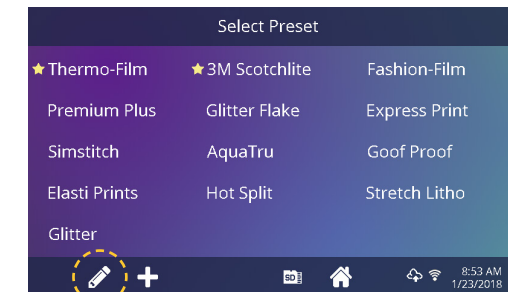 Select Preset
Thermo-Film 3M Scotchlite Fashion-Film
Premium Plus Glitter Flake Express Print
Simstitch AquaTru Goof Proof
Elasti Prints Hot Split Stretch Litho
Glitter
SD 8:53 AM
1/23/2018